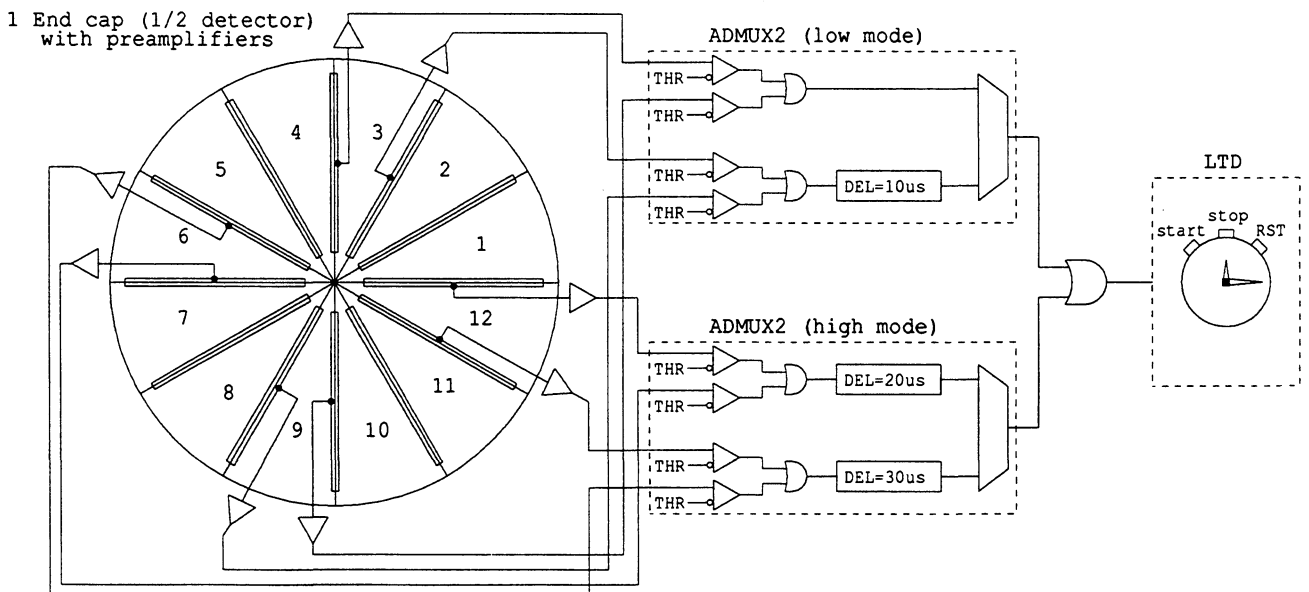 1 End cap (1/2 detector)
with preamplifiers
ADMUX2 (low mode)
THR
THR
THR
THR
DEL=10us
LTD
start
stop
RST
ADMUX2 (high mode)
THR
THR
THR
THR
DEL=20us
DEL=30us
4
3
5
2
6
1
7
12
8
11
9
10